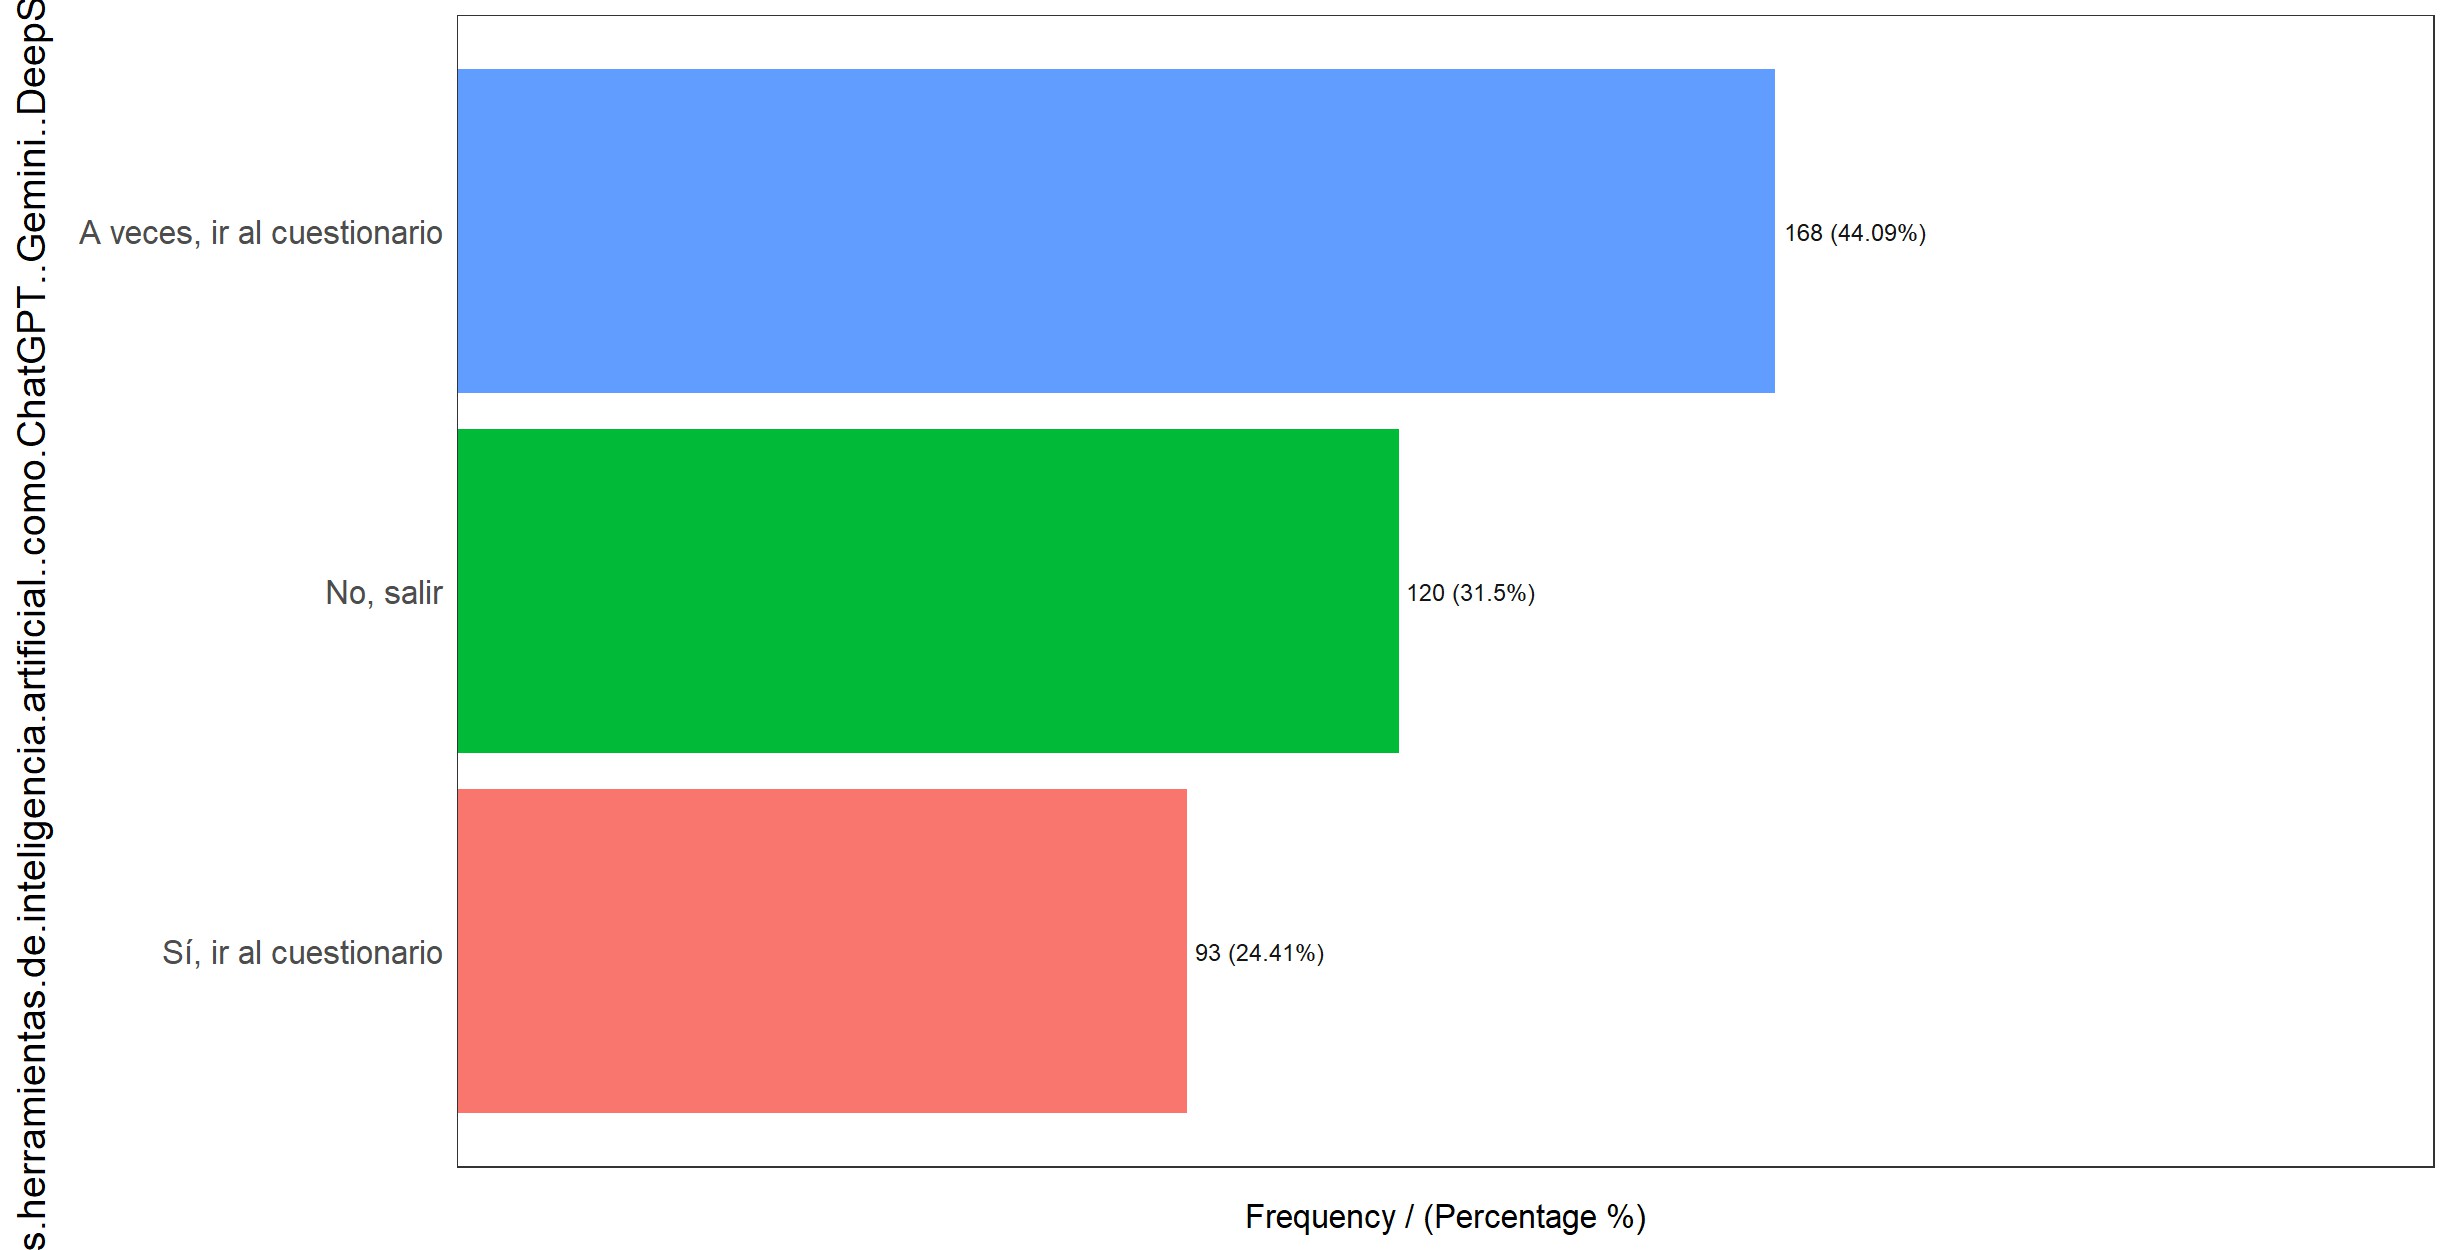 s.herramientas.de.inteligencia.artificial..como.ChatGPT..Gemini..DeepS
A veces, ir al cuestionario
168 (44.09%)
No, salir
120 (31.5%)
Sí, ir al cuestionario
93 (24.41%)
Frequency / (Percentage %)